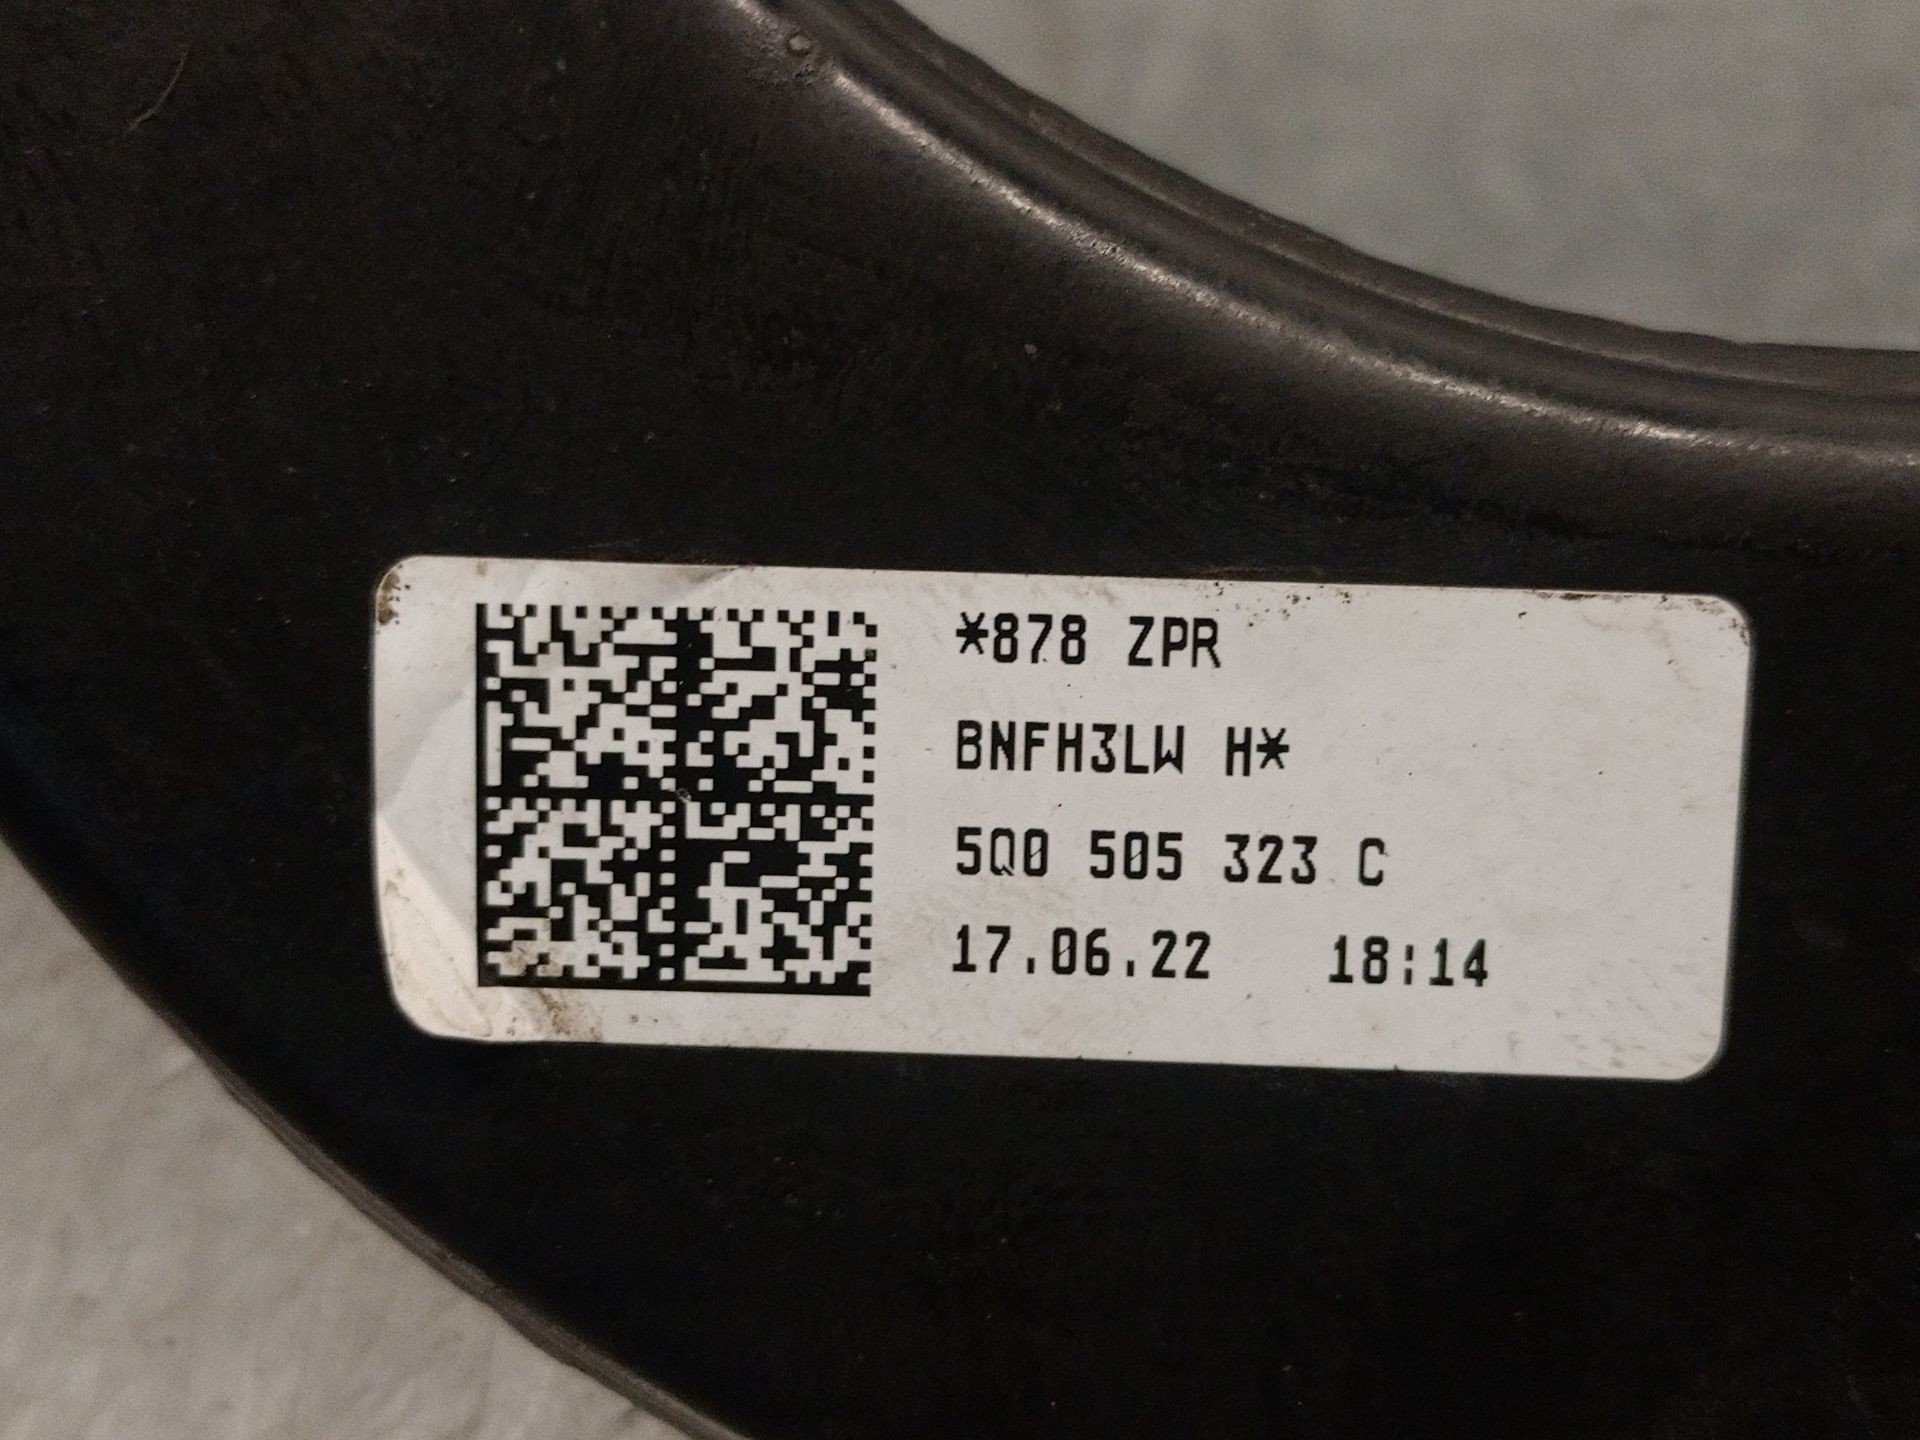 *878 ZPR
BNFH3LW H*
5Q0 505 323 C
17.06.22 18:14